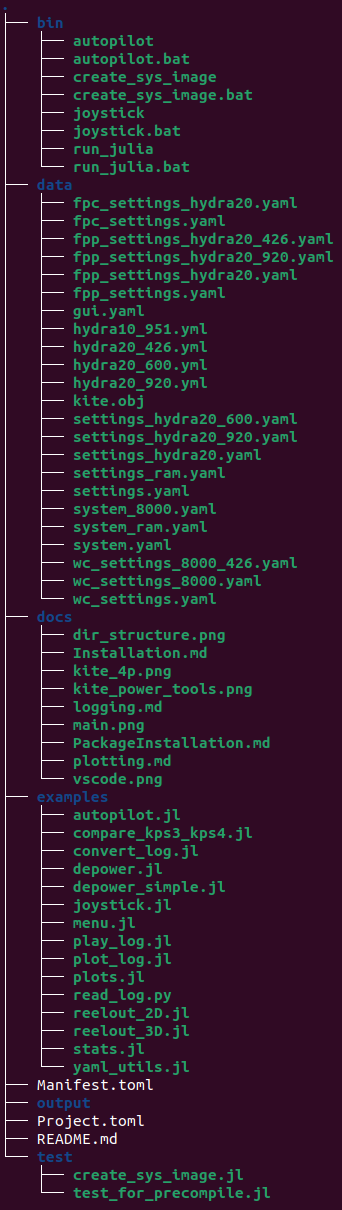 .
bin
autopilot
autopilot.bat
create_sys_image
create_sys_image.bat
joystick
joystick.bat
run_julia
run_julia.bat
data
fpc_settings_hydra20.yaml
fpc_settings.yaml
fpp_settings_hydra20_426.yaml
fpp_settings_hydra20_920.yaml
fpp_settings_hydra20.yaml
fpp_settings.yaml
gui.yaml
hydra10_951.yml
hydra20_426.yml
hydra20_600.yml
hydra20_920.yml
kite.obj
settings_hydra20_600.yaml
settings_hydra20_920.yaml
settings_hydra20.yaml
settings_ram.yaml
settings.yaml
system_8000.yaml
system_ram.yaml
system.yaml
wc_settings_8000_426.yaml
wc_settings_8000.yaml
wc_settings.yaml
docs
dir_structure.png
Installation.md
kite_4p.png
kite_power_tools.png
logging.md
main.png
PackageInstallation.md
plotting.md
vscode.png
examples
autopilot.jl
compare_kps3_kps4.jl
convert_log.jl
depower.jl
depower_simple.jl
joystick.jl
menu.jl
play_log.jl
plot_log.jl
plots.jl
read_log.py
reelout_2D.jl
reelout_3D.jl
stats.jl
yaml_utils.jl
Manifest.toml
output
Project.toml
README.md
test
create_sys_image.jl
test_for_precompile.jl